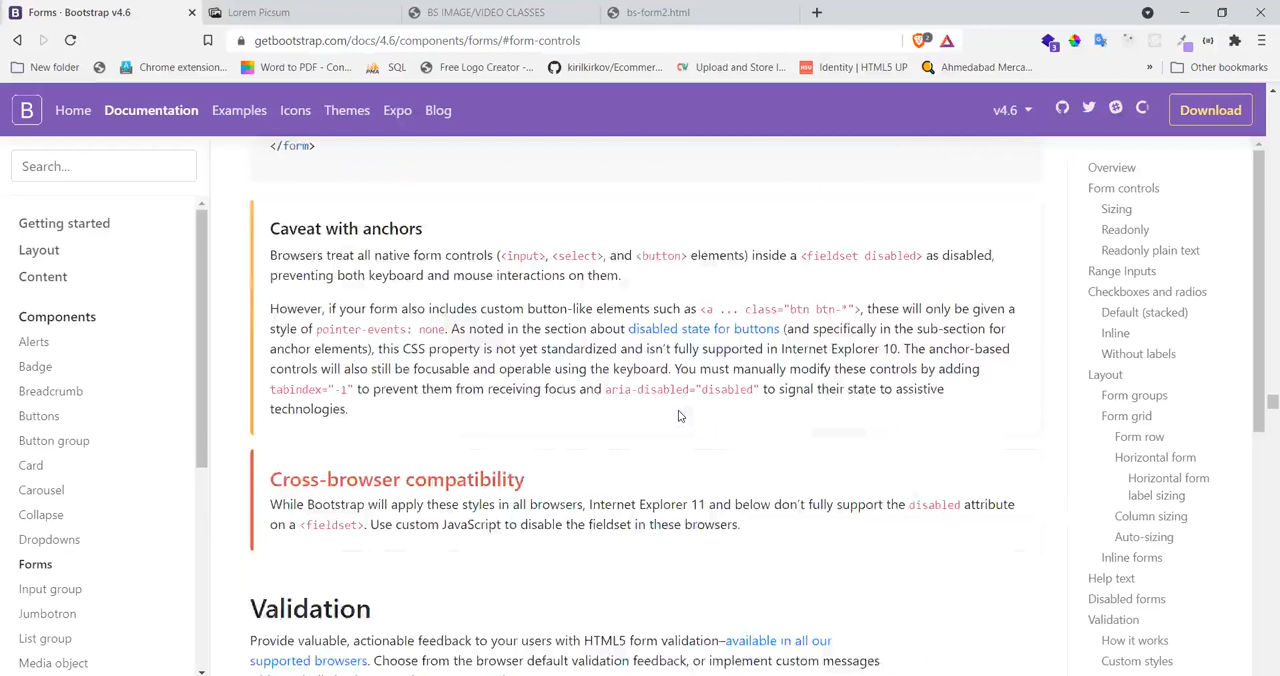 Forms · Bootstrap v4.6
Lorem Picsum
BS IMAGE/VIDEO CLASSES
bs-form2.html
getbootstrap.com/docs/4.6/components/forms/#form-controls
2
3
New folder
Chrome extension...
Word to PDF - Con...
SQL
Free Logo Creator -...
kirilkirkov/Ecommer...
Upload and Store I...
Identity | HTML5 UP
Ahmedabad Merca...
»
Other bookmarks
B
Home
Documentation
Examples
Icons
Themes
Expo
Blog
v4.6
Download
Search...
Getting started
Layout
Content
Components
Alerts
Badge
Breadcrumb
Buttons
Button group
Card
Carousel
Collapse
Dropdowns
Forms
Input group
Jumbotron
List group
Media object
</form>
Caveat with anchors
Browsers treat all native form controls (<input>, <select>, and <button> elements) inside a <fieldset disabled> as disabled,
preventing both keyboard and mouse interactions on them.
However, if your form also includes custom button-like elements such as <a ... class="btn btn-*">, these will only be given a
style of pointer-events: none. As noted in the section about disabled state for buttons (and specifically in the sub-section for
anchor elements), this CSS property is not yet standardized and isn't fully supported in Internet Explorer 10. The anchor-based
controls will also still be focusable and operable using the keyboard. You must manually modify these controls by adding
tabindex="-1" to prevent them from receiving focus and aria-disabled="disabled" to signal their state to assistive
technologies.
Cross-browser compatibility
While Bootstrap will apply these styles in all browsers, Internet Explorer 11 and below don't fully support the disabled attribute
on a <fieldset>. Use custom JavaScript to disable the fieldset in these browsers.
Validation
Provide valuable, actionable feedback to your users with HTML5 form validation–available in all our
supported browsers. Choose from the browser default validation feedback, or implement custom messages
Overview
Form controls
Sizing
Readonly
Readonly plain text
Range Inputs
Checkboxes and radios
Default (stacked)
Inline
Without labels
Layout
Form groups
Form grid
Form row
Horizontal form
Horizontal form
label sizing
Column sizing
Auto-sizing
Inline forms
Help text
Disabled forms
Validation
How it works
Custom styles